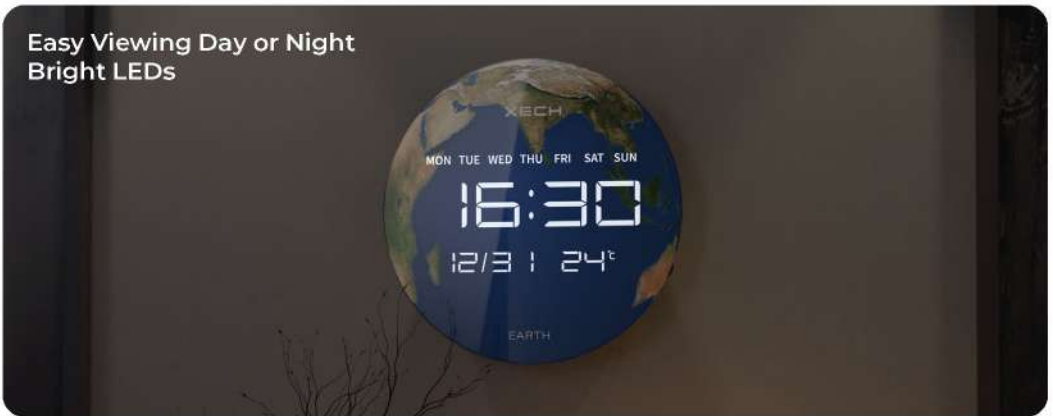 Easy Viewing Day or Night
Bright LEDs
XECH
MON TUE WED THU FRI SAT SUN
16:30
12/31 24°C
EARTH